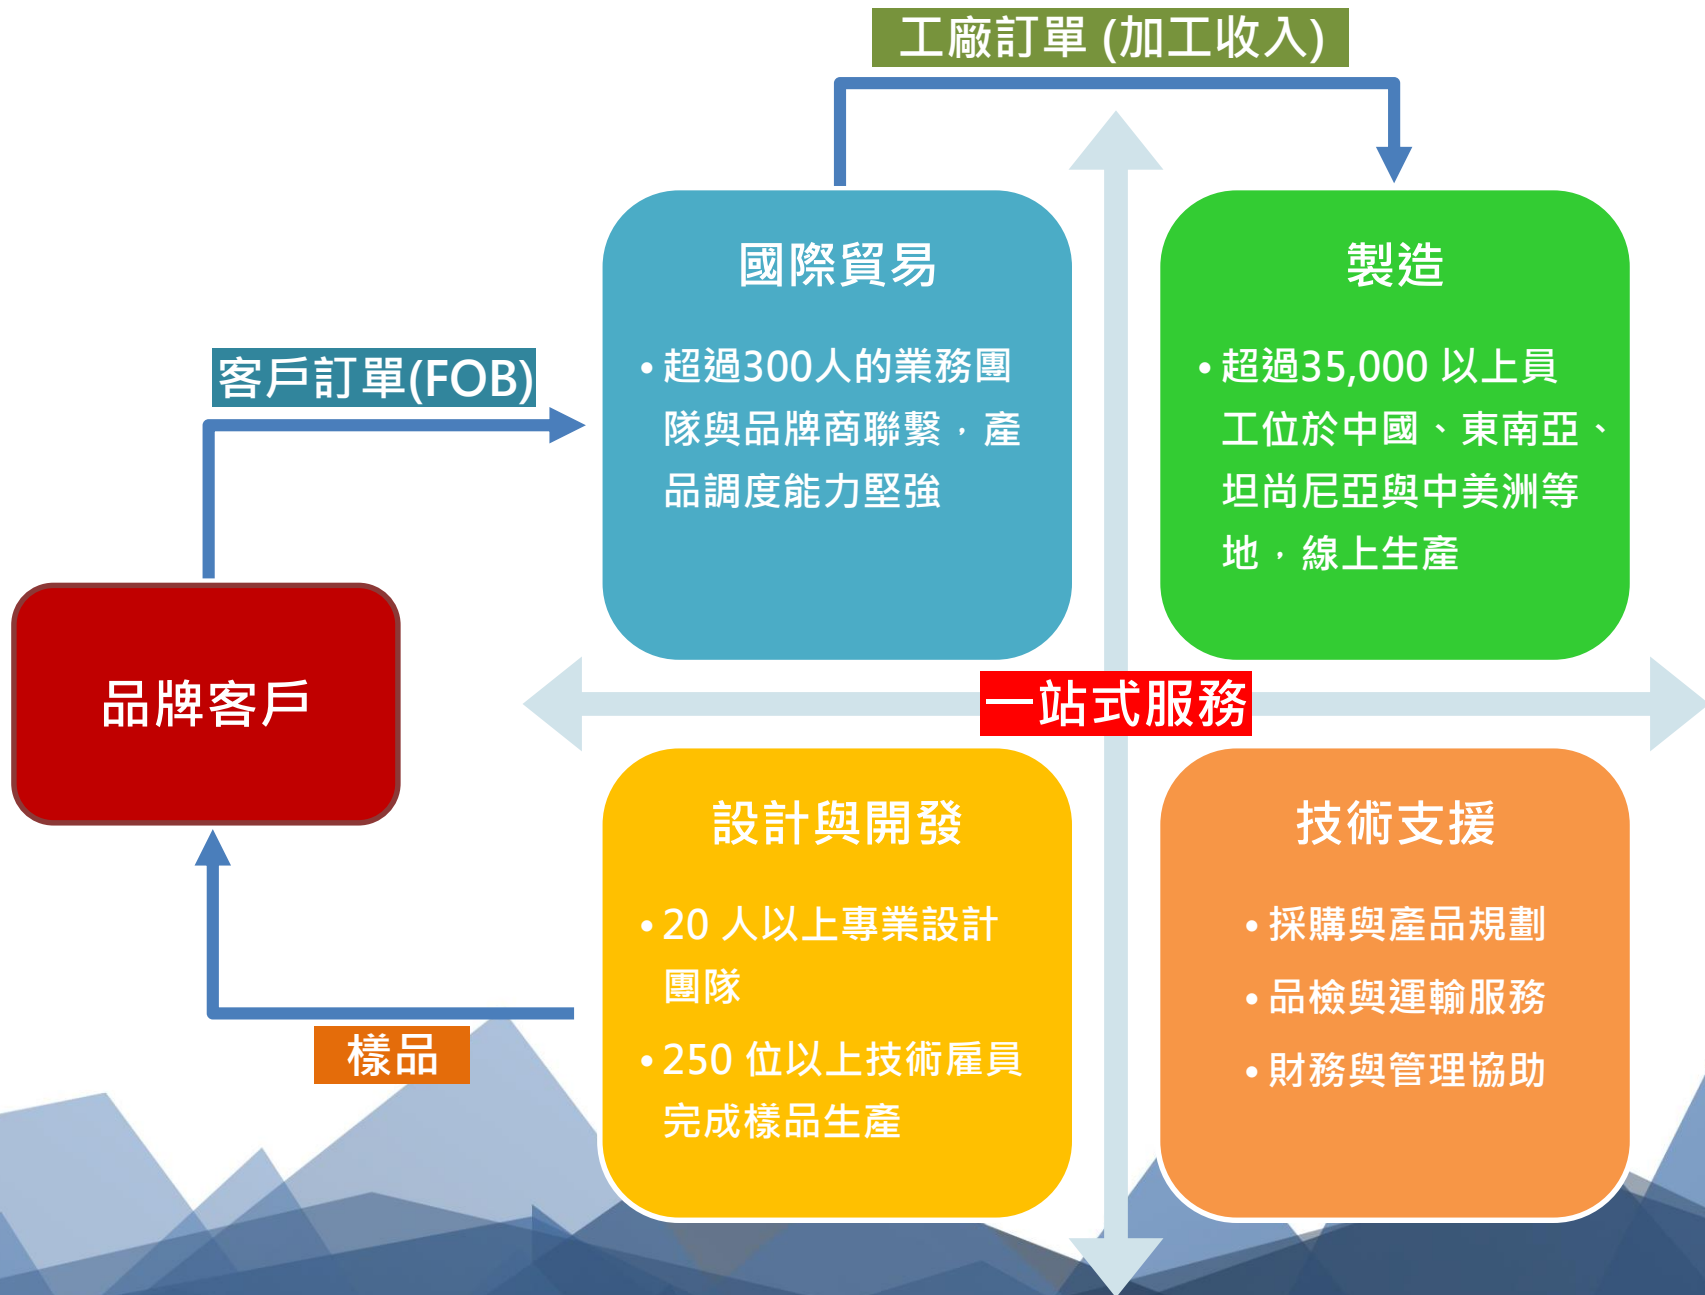 工廠訂單 (加工收入)
國際貿易
• 超過300人的業務團
隊與品牌商聯繫，產
品調度能力堅強
製造
• 超過35,000 以上員
工位於中國、東南亞、
坦尚尼亞與中美洲等
地，線上生產
客戶訂單(FOB)
品牌客戶
一站式服務
設計與開發
• 20 人以上專業設計
團隊
• 250 位以上技術雇員
完成樣品生產
技術支援
• 採購與產品規劃
• 品檢與運輸服務
• 財務與管理協助
樣品